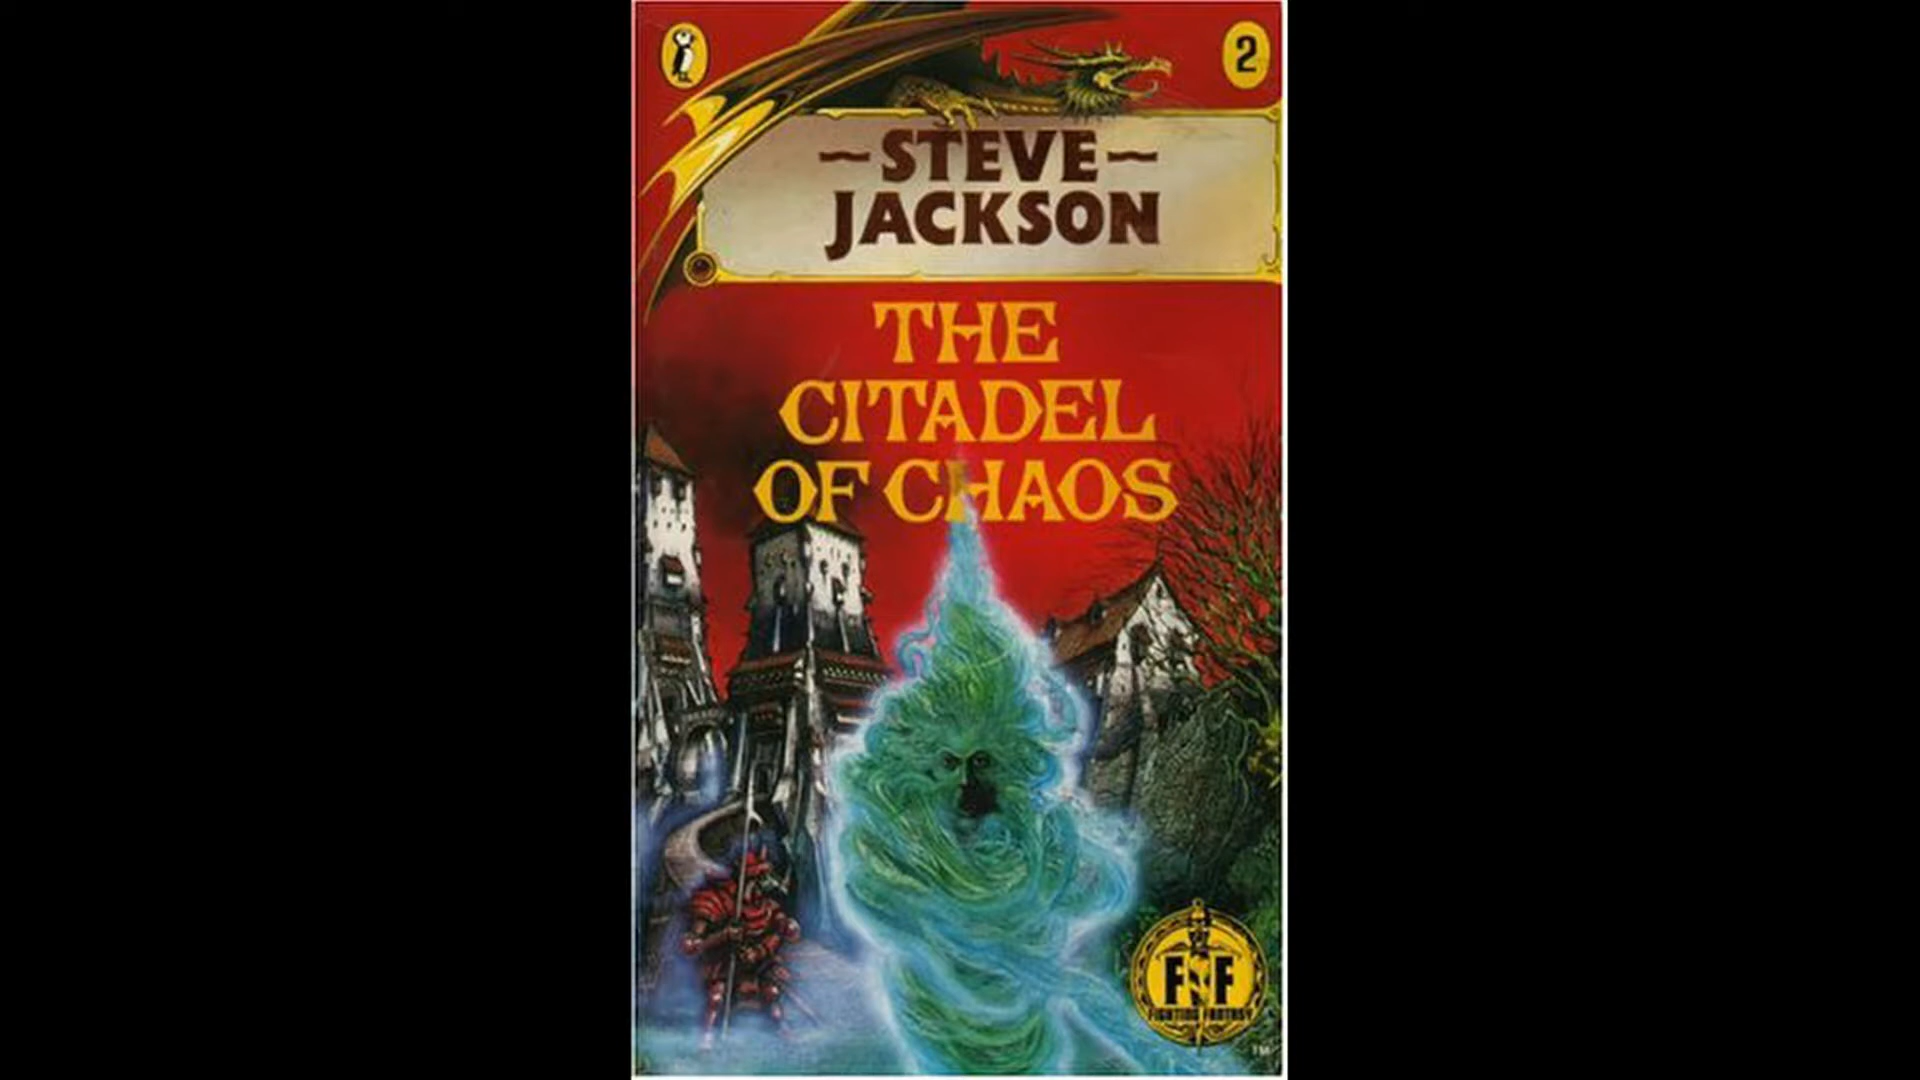 2
~STEVE~
JACKSON
THE
CITADEL
OF CHAOS
F F
FIGHTING FANTASY
TM